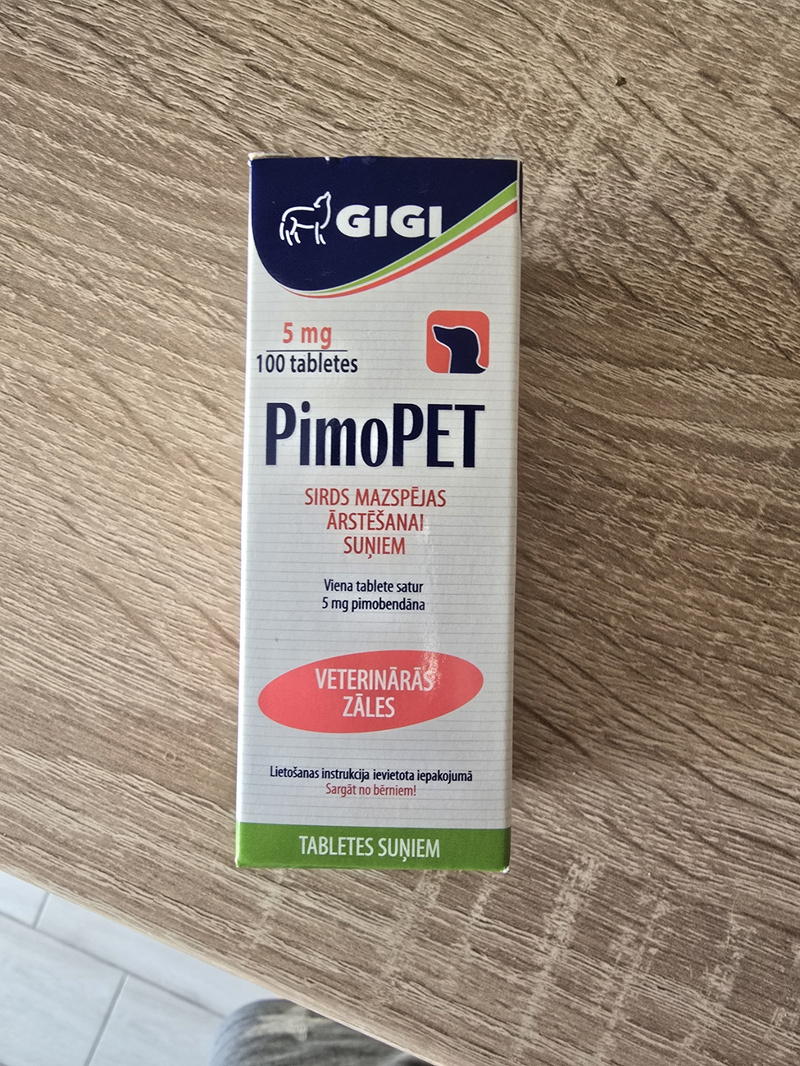 GIGI
5 mg
100 tabletes
PimoPET
SIRDS MAZSPĒJAS
ĀRSTĒŠANAI
SUŅIEM
Viena tablete satur
5 mg pimobendāna
VETERINĀRĀS
ZĀLES
Lietošanas instrukcija ievietota iepakojumā
Sargāt no bērniem!
TABLETES SUŅIEM